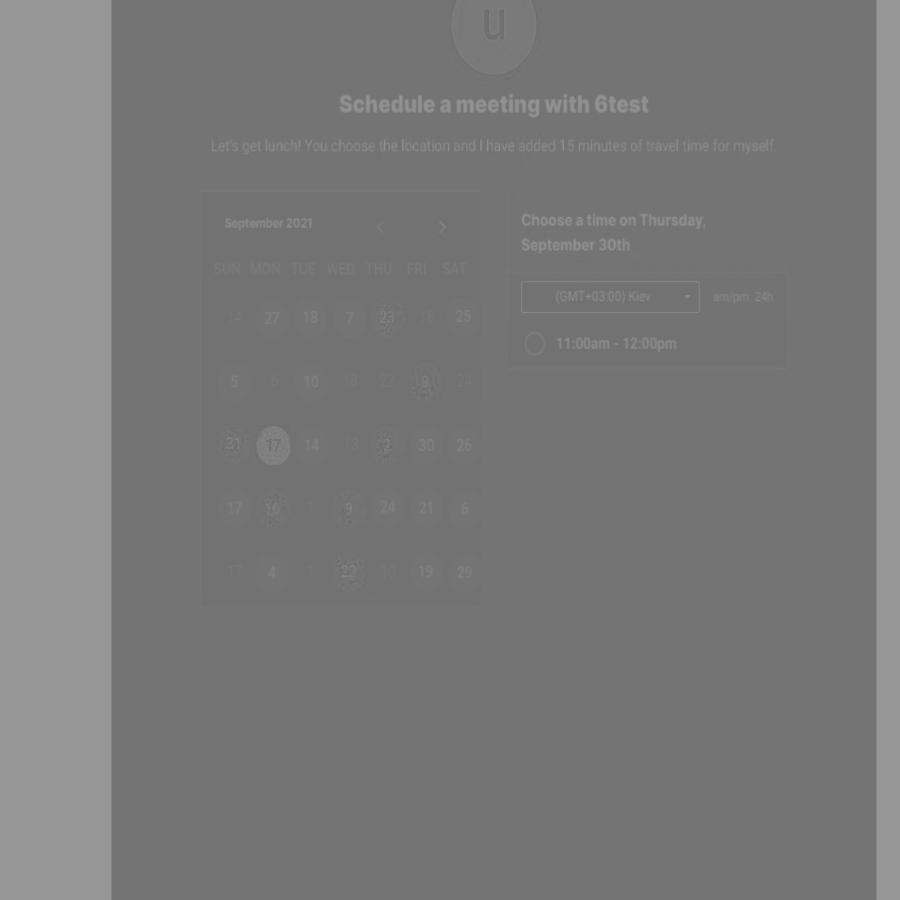 u
Schedule a meeting with 6test
Let's get lunch! You choose the location and I have added 15 minutes of travel time for myself.
September 2021
SUN MON TUE WED THU FRI SAT
14 27 18 7 23 18 25
5 6 10 18 22 8 24
31 17 14 13 2 30 26
17 16 1 9 24 21 6
17 4 1 22 10 19 29
Choose a time on Thursday,
September 30th
(GMT+03:00) Kiev am/pm 24h
11:00am - 12:00pm